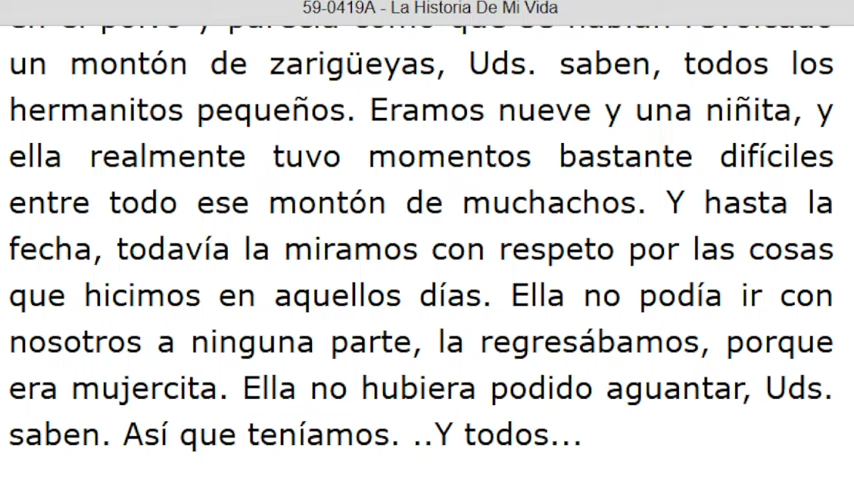 59-0419A - La Historia De Mi Vida
un montón de zarigüeyas, Uds. saben, todos los
hermanitos pequeños. Eramos nueve y una niñita, y
ella realmente tuvo momentos bastante difíciles
entre todo ese montón de muchachos. Y hasta la
fecha, todavía la miramos con respeto por las cosas
que hicimos en aquellos días. Ella no podía ir con
nosotros a ninguna parte, la regresábamos, porque
era mujercita. Ella no hubiera podido aguantar, Uds.
saben. Así que teníamos. ..Y todos...